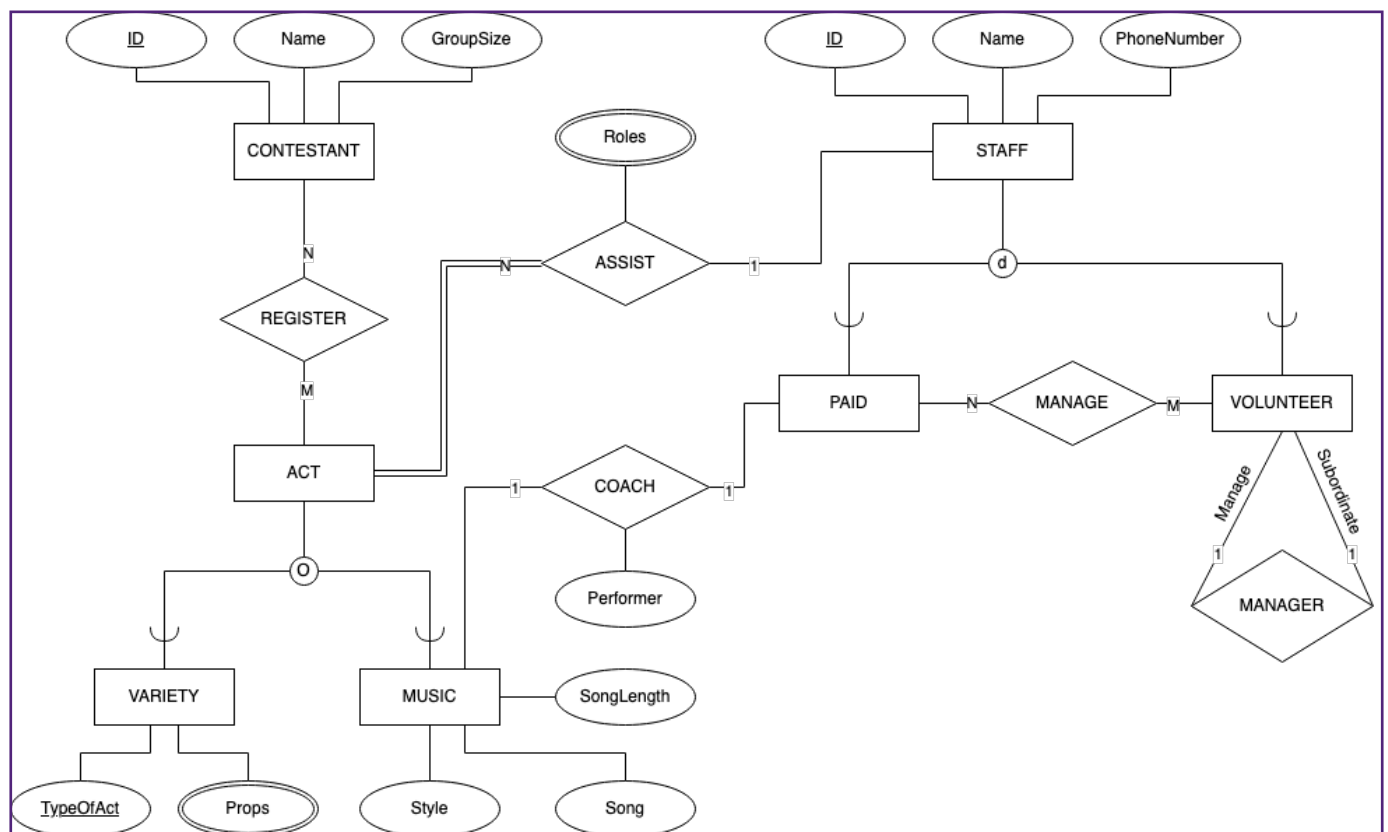 ID
Name
GroupSize
ID
Name
PhoneNumber
Roles
CONTESTANT
STAFF
N
ASSIST
N
1
d
REGISTER
M
PAID
N
MANAGE
M
VOLUNTEER
ACT
1
COACH
1
Manage
Subordinate
1
1
O
Performer
MANAGER
VARIETY
MUSIC
SongLength
TypeOfAct
Props
Style
Song